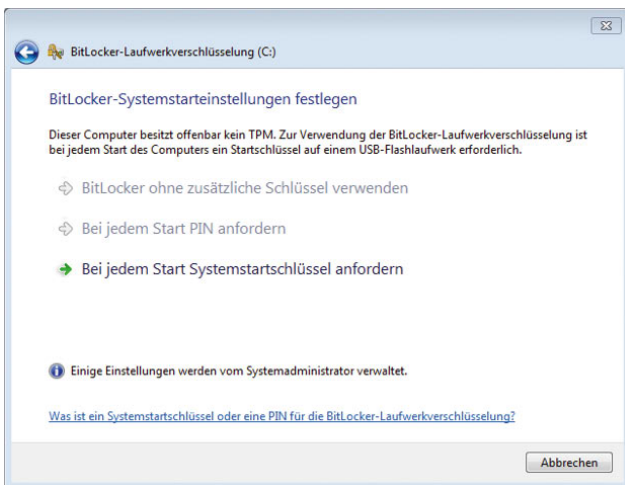 BitLocker-Laufwerkverschlüsselung (C:)
BitLocker-Systemstarteinstellungen festlegen
Dieser Computer besitzt offenbar kein TPM. Zur Verwendung der BitLocker-Laufwerkverschlüsselung ist
bei jedem Start des Computers ein Startschlüssel auf einem USB-Flashlaufwerk erforderlich.
BitLocker ohne zusätzliche Schlüssel verwenden
Bei jedem Start PIN anfordern
Bei jedem Start Systemstartschlüssel anfordern
Einige Einstellungen werden vom Systemadministrator verwaltet.
Was ist ein Systemstartschlüssel oder eine PIN für die BitLocker-Laufwerkverschlüsselung?
Abbrechen